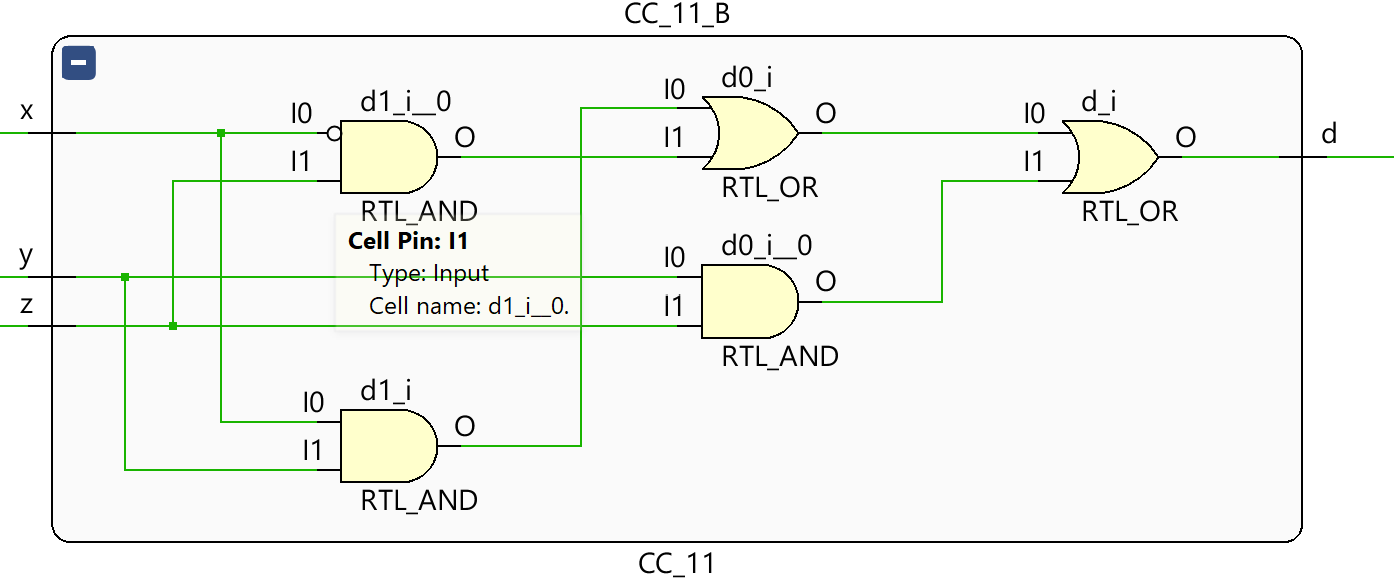 CC_11_B
x
I0
d1_i__0
O
I1
RTL_AND
I0
d0_i
O
I1
RTL_OR
I0
d_i
O
I1
RTL_OR
d
Cell Pin: I1
Type: Input
Cell name: d1_i__0.
y
z
I0
d0_i__0
O
I1
RTL_AND
I0
d1_i
O
I1
RTL_AND
CC_11